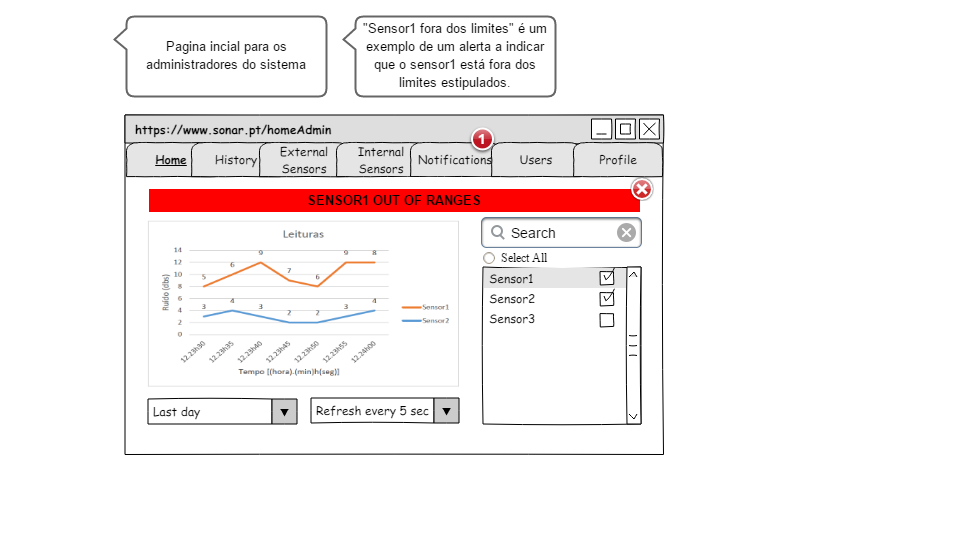 Pagina incial para os
administradores do sistema
"Sensor1 fora dos limites" é um
exemplo de um alerta a indicar
que o sensor1 está fora dos
limites estipulados.
https://www.sonar.pt/homeAdmin
1
Home
History
External
Sensors
Internal
Sensors
Notifications
Users
Profile
SENSOR1 OUT OF RANGES
Leituras
14
12
10
8
6
4
2
0
Ruído (dbs)
5 6 9 7 6 9 8
3 4 3 2 2 3 4
Sensor1
Sensor2
12.23h30 12.23h35 12.23h40 12.23h45 12.23h50 12.23h55 12.24h00
Tempo [(hora).(min)h(seg)]
Search
Select All
Sensor1
Sensor2
Sensor3
Last day
Refresh every 5 sec